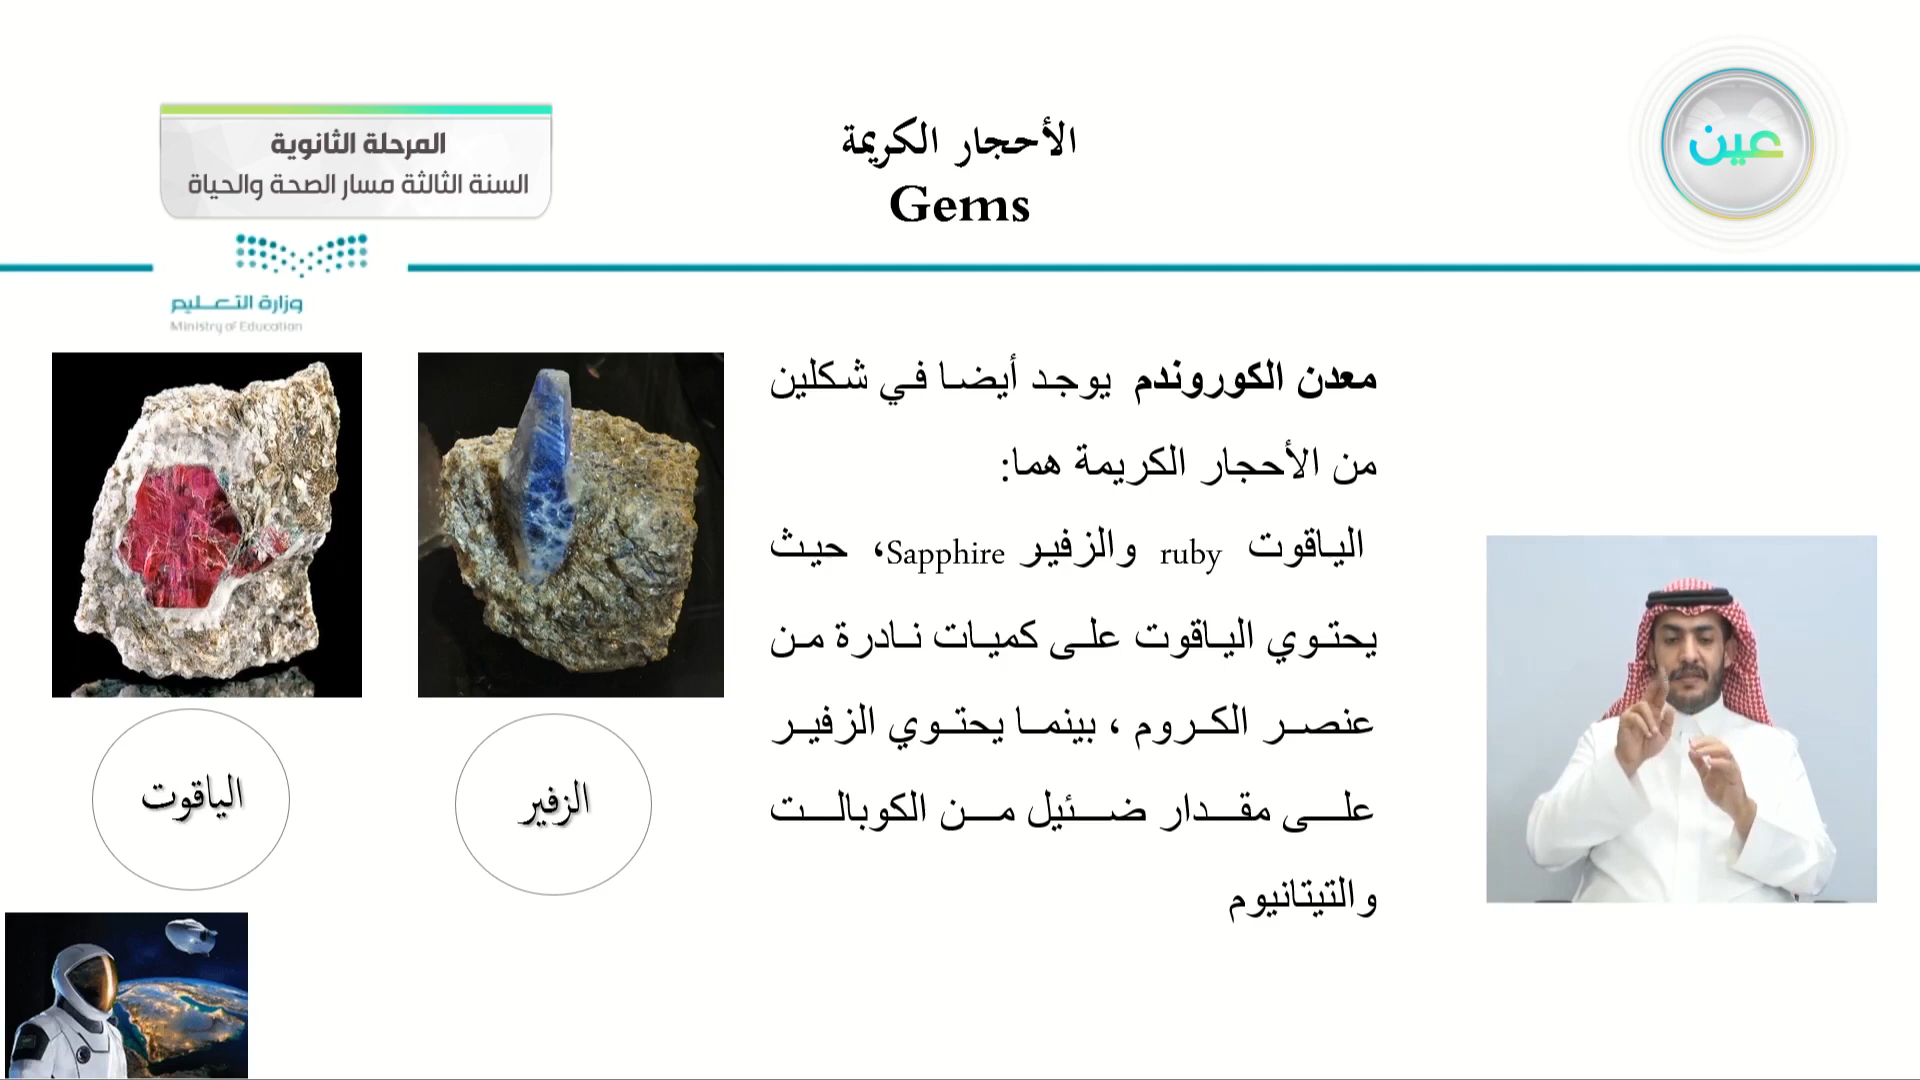 عين
الأحجار الكريمة
Gems
المرحلة الثانوية
السنة الثالثة مسار الصحة والحياة
وزارة التعليم
Ministry of Education
معدن الكوروندم يوجد أيضا في شكلين
من الأحجار الكريمة هما:
الياقوت ruby والزفير Sapphire، حيث
يحتوي الياقوت على كميات نادرة من
عنصر الكروم ، بينما يحتوي الزفير
على مقدار ضئيل من الكوبالت
والتيتانيوم
الزفير
الياقوت